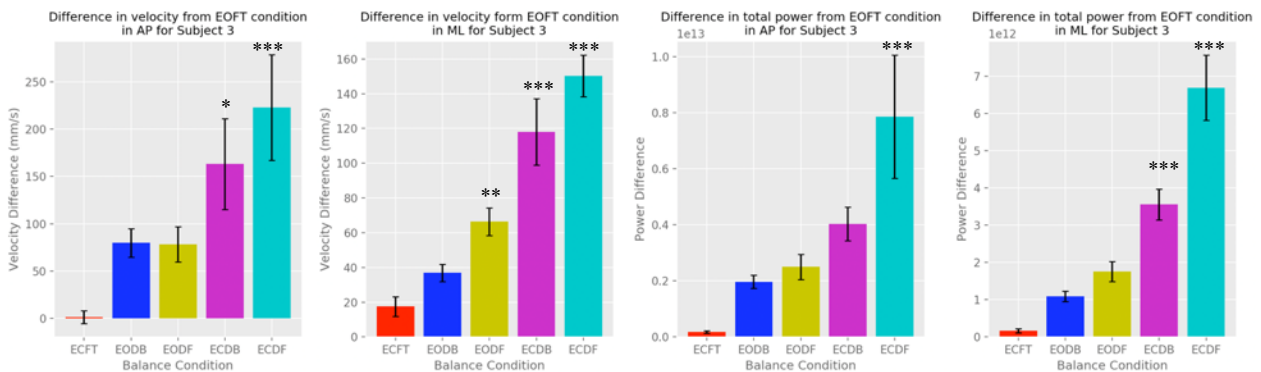 Difference in velocity from EOFT condition
in AP for Subject 3
***
*
250
200
150
100
50
0
Velocity Difference (mm/s)
ECFT EODB EODF ECDB ECDF
Balance Condition
Difference in velocity form EOFT condition
in ML for Subject 3
***
***
**
160
140
120
100
80
60
40
20
0
Velocity Difference (mm/s)
ECFT EODB EODF ECDB ECDF
Balance Condition
Difference in total power from EOFT condition
in AP for Subject 3
1e13
***
1.0
0.8
0.6
0.4
0.2
0.0
Power Difference
ECFT EODB EODF ECDB ECDF
Balance Condition
Difference in total power from EOFT condition
in ML for Subject 3
1e12
***
***
7
6
5
4
3
2
1
0
Power Difference
ECFT EODB EODF ECDB ECDF
Balance Condition